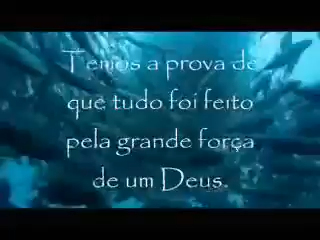 Temos a prova de
que tudo foi feito
pela grande força
de um Deus.